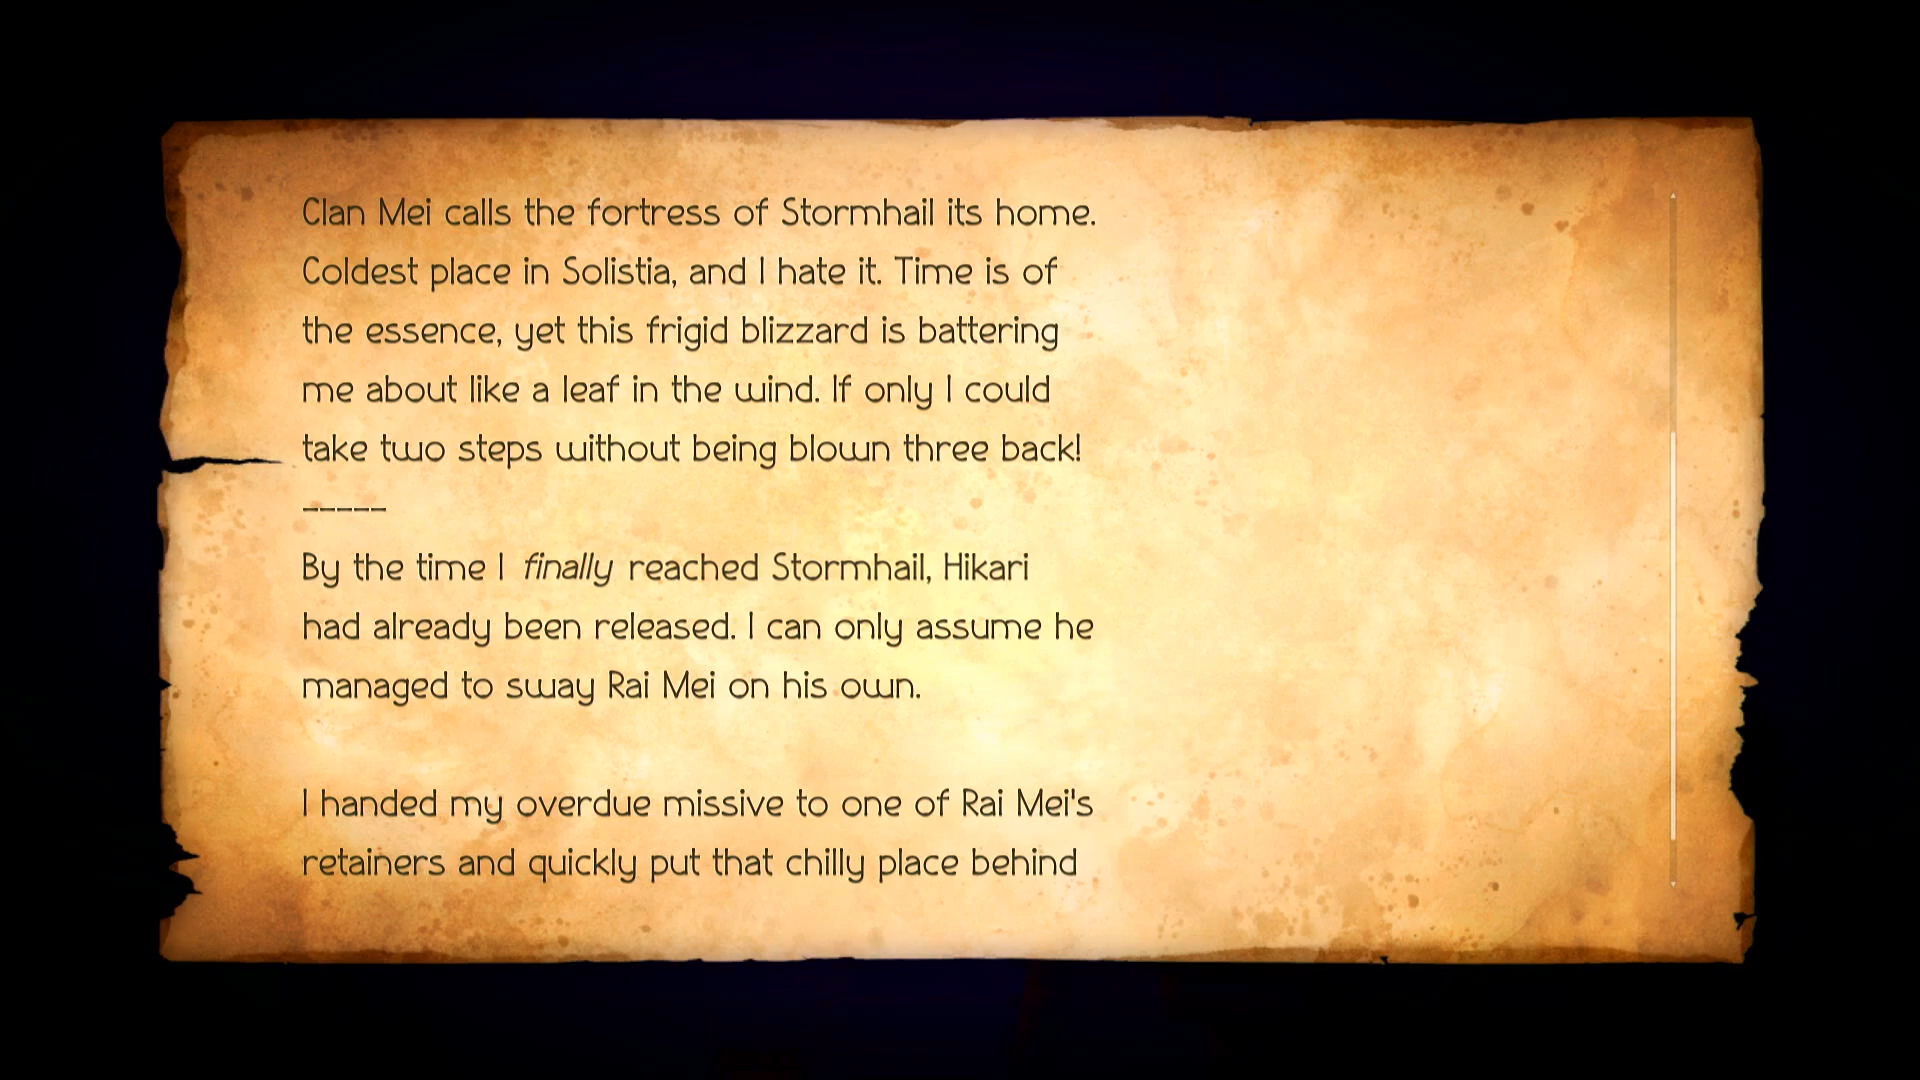 Clan Mei calls the fortress of Stormhail its home.
Coldest place in Solistia, and I hate it. Time is of
the essence, yet this frigid blizzard is battering
me about like a leaf in the wind. If only I could
take two steps without being blown three back!
-----
By the time I finally reached Stormhail, Hikari
had already been released. I can only assume he
managed to sway Rai Mei on his own.
I handed my overdue missive to one of Rai Mei's
retainers and quickly put that chilly place behind